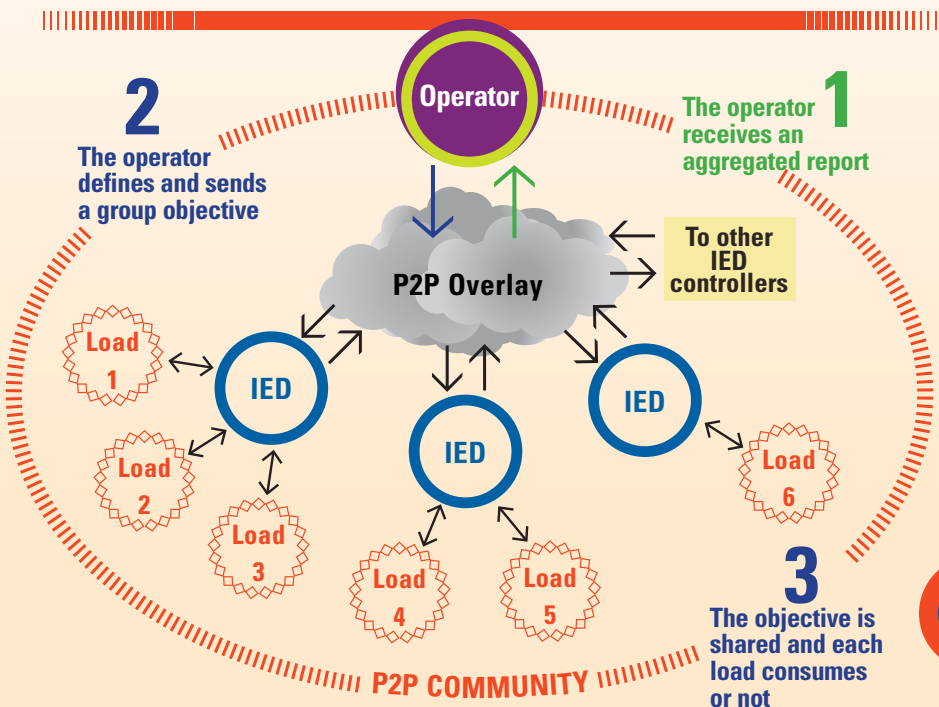 Operator
2
The operator
defines and sends
a group objective
1
The operator
receives an
aggregated report
P2P Overlay
To other
IED
controllers
Load
1
IED
Load
2
Load
3
IED
Load
4
Load
5
IED
Load
6
3
The objective is
shared and each
load consumes
or not
P2P COMMUNITY